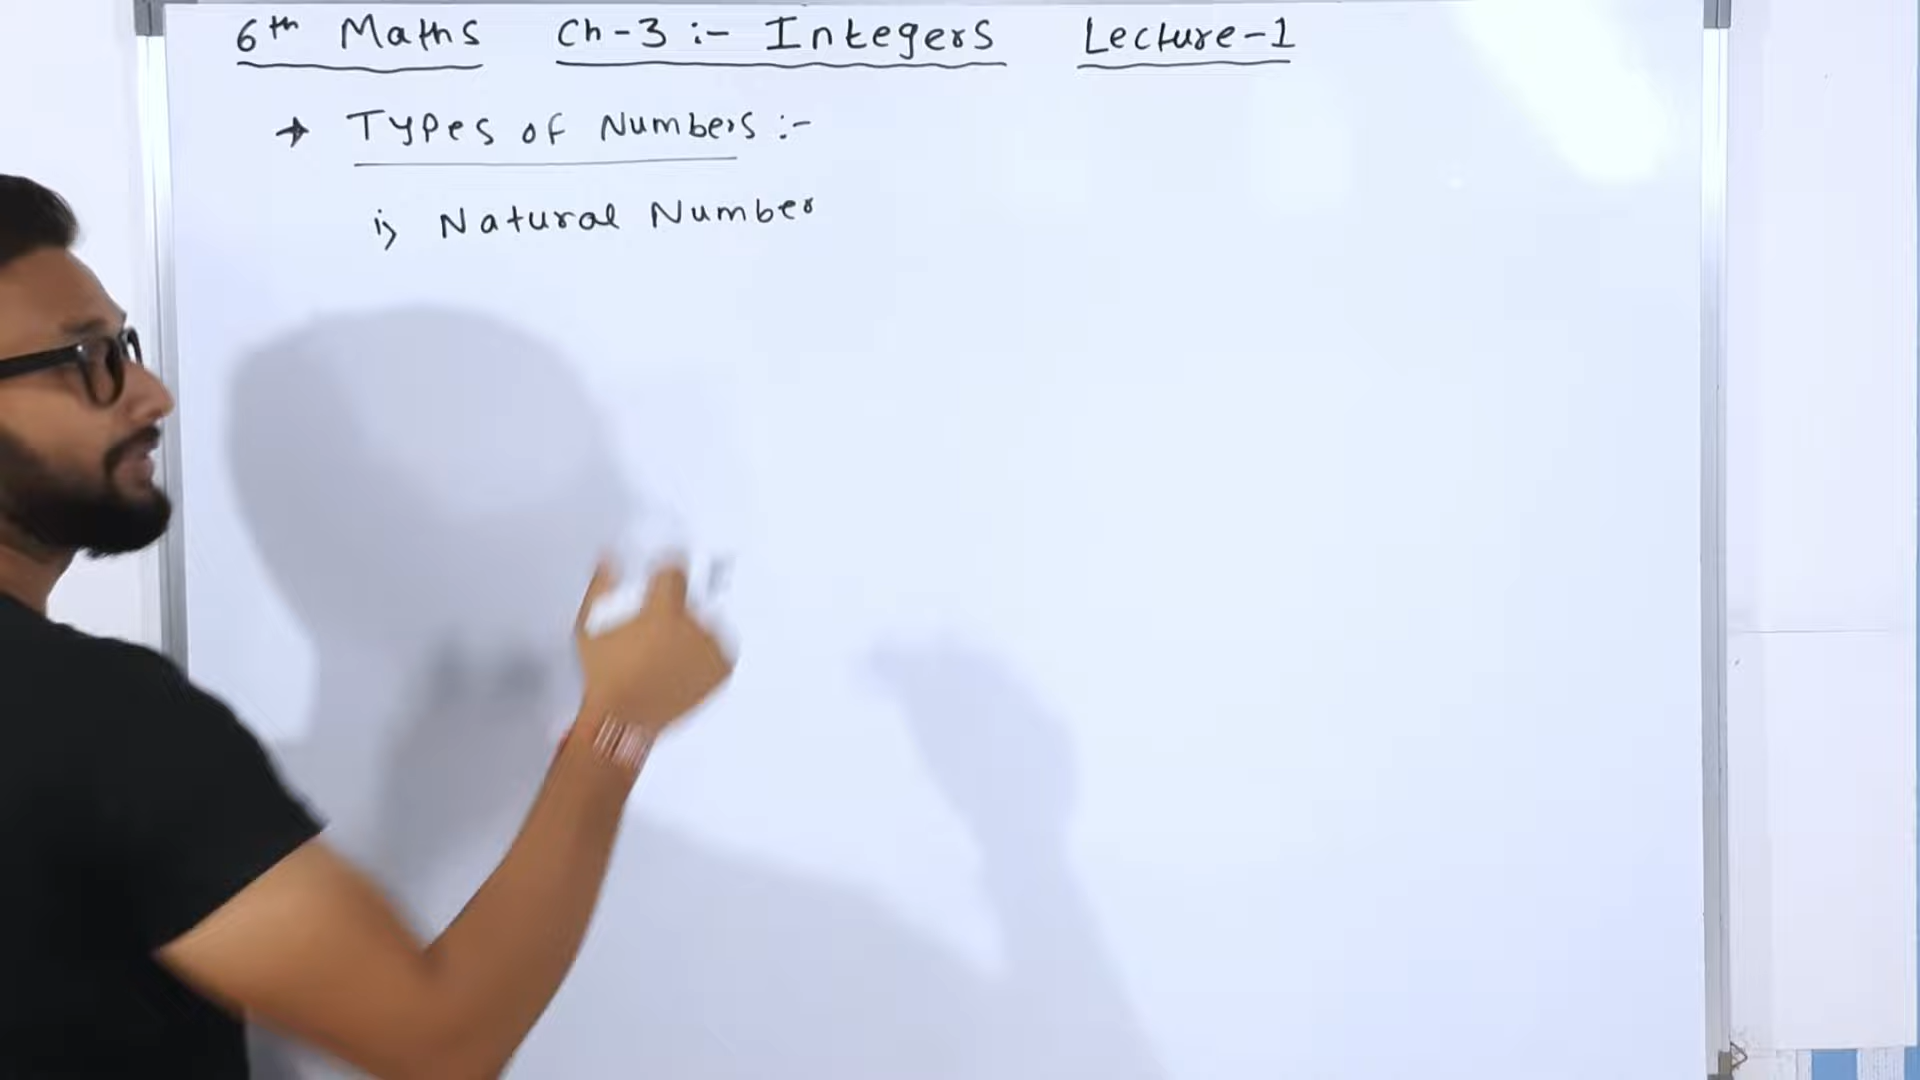 6th Maths Ch-3 :- Integers Lecture-1
→ Types of Numbers :-
i) Natural Number